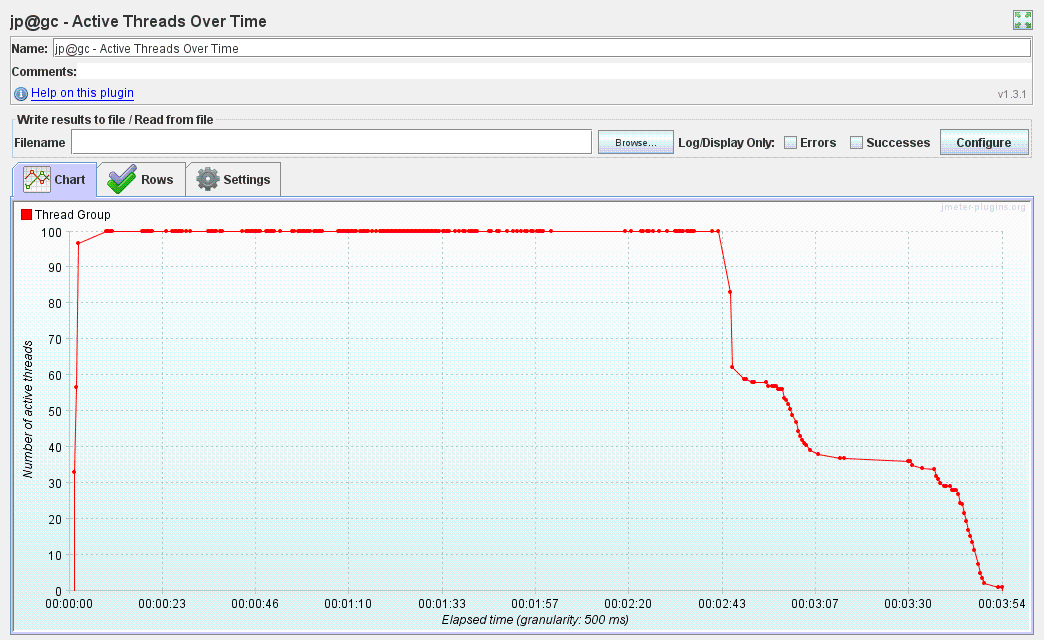 jp@gc - Active Threads Over Time
Name: jp@gc - Active Threads Over Time
Comments:
Help on this plugin
v1.3.1
Write results to file / Read from file
Filename Browse... Log/Display Only: Errors Successes Configure
Chart Rows Settings
jmeter-plugins.org
Thread Group
100
90
80
70
60
50
40
30
20
10
0
Number of active threads
00:00:00 00:00:23 00:00:46 00:01:10 00:01:33 00:01:57 00:02:20 00:02:43 00:03:07 00:03:30 00:03:54
Elapsed time (granularity: 500 ms)